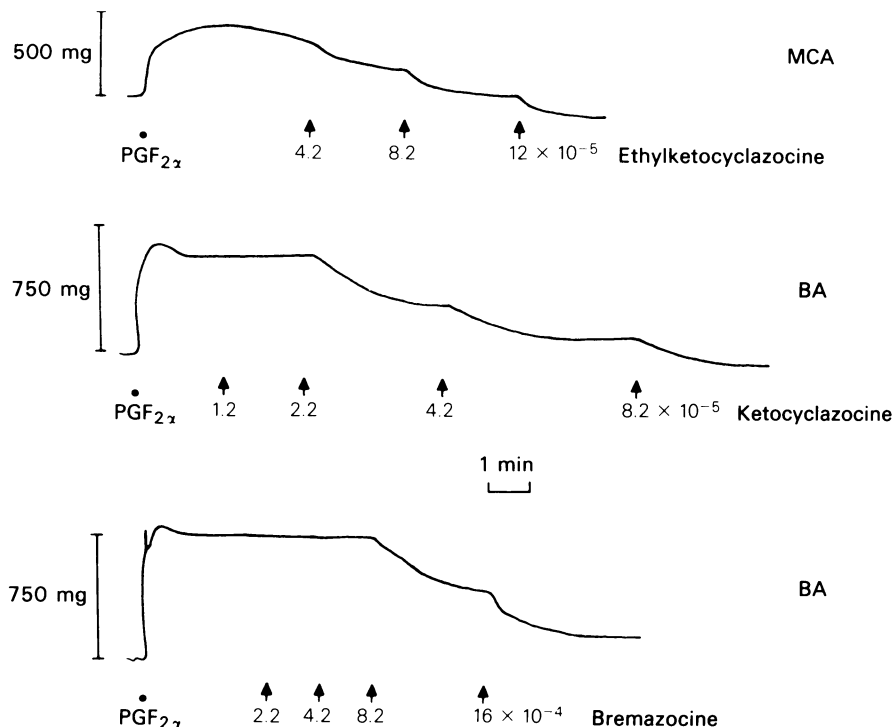 500 mg
MCA
PGF₂α
4.2 8.2 12 × 10⁻⁵ Ethylketocyclazocine
750 mg
BA
PGF₂α
1.2 2.2 4.2 8.2 × 10⁻⁵ Ketocyclazocine
1 min
750 mg
BA
PGF₂α
2.2 4.2 8.2 16 × 10⁻⁴ Bremazocine